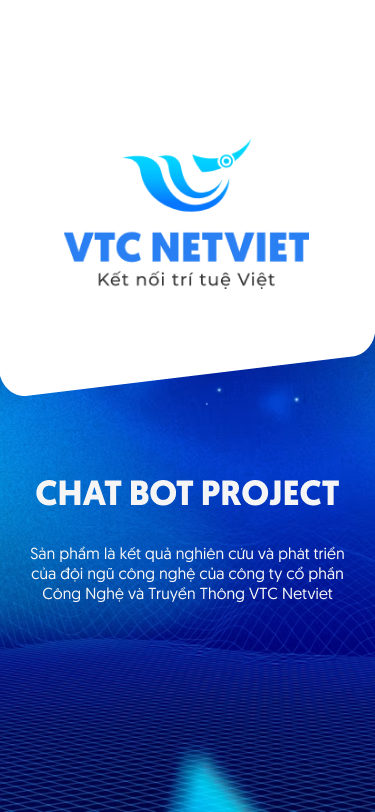 VTC NETVIET
Kết nối trí tuệ Việt
CHAT BOT PROJECT
Sản phẩm là kết quả nghiên cứu và phát triển
của đội ngũ công nghệ của công ty cổ phần
Công Nghệ và Truyền Thông VTC Netviet